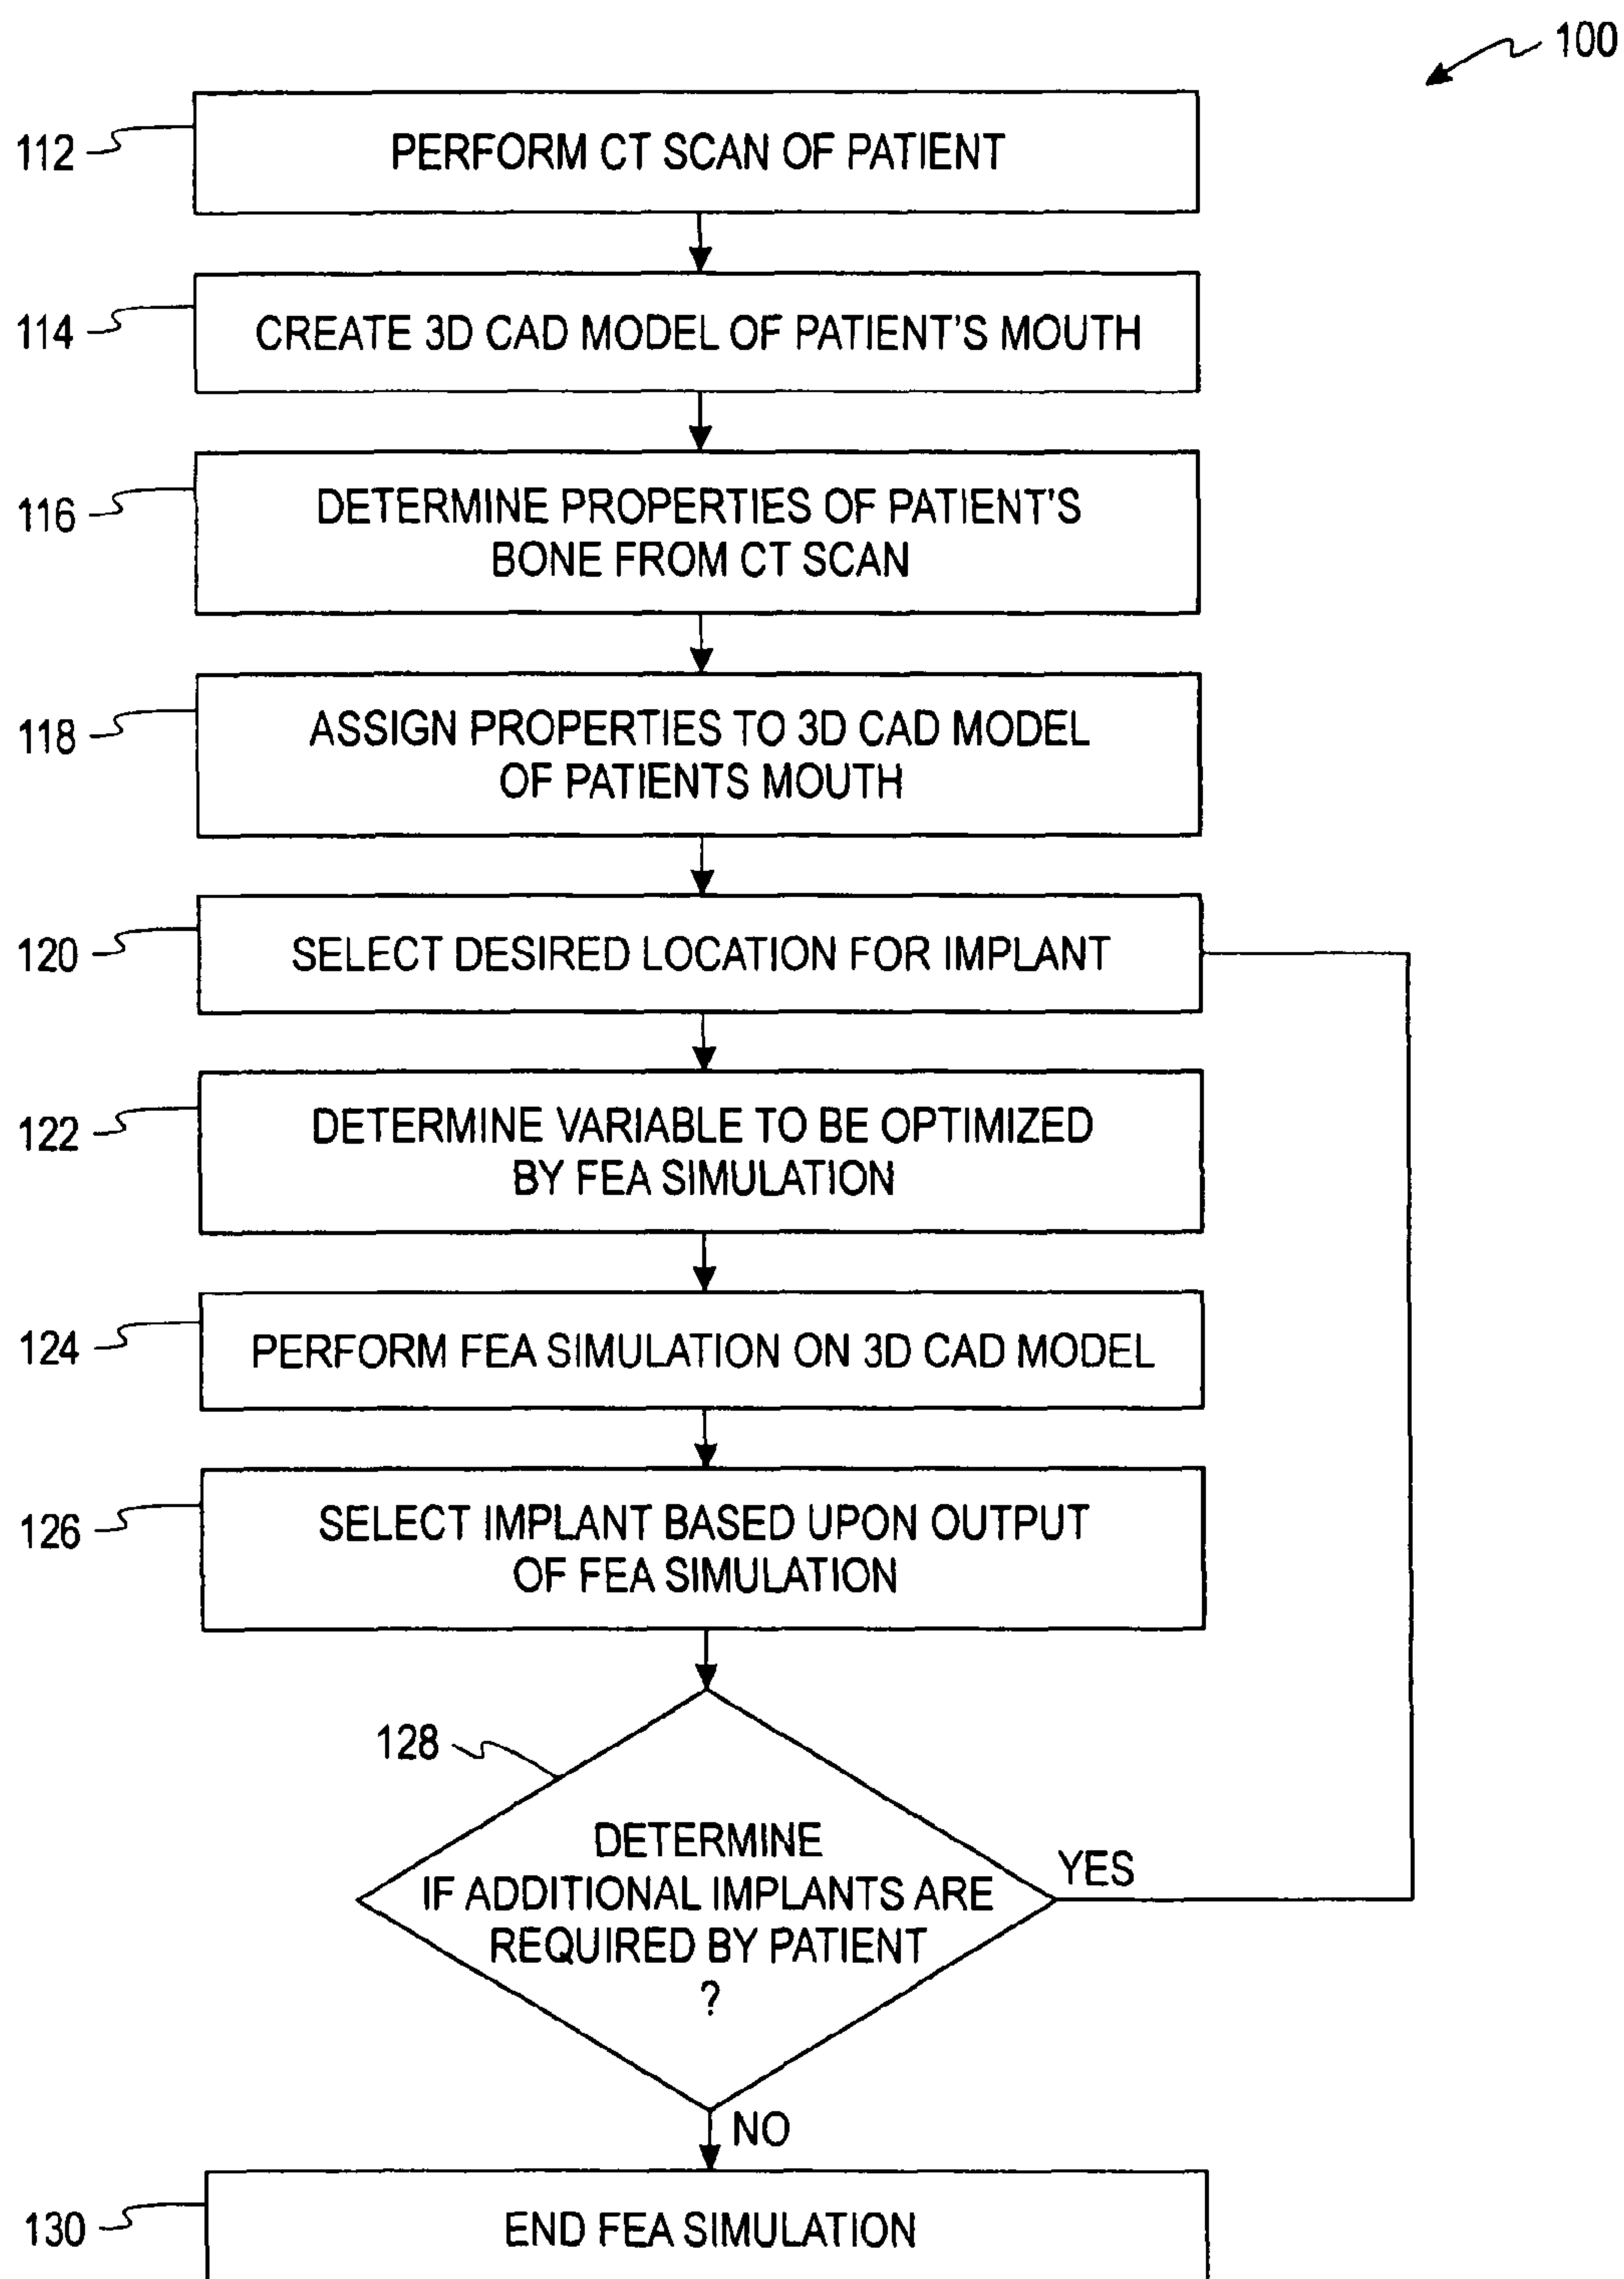 100
112
PERFORM CT SCAN OF PATIENT
114
CREATE 3D CAD MODEL OF PATIENT'S MOUTH
116
DETERMINE PROPERTIES OF PATIENT'S
BONE FROM CT SCAN
118
ASSIGN PROPERTIES TO 3D CAD MODEL
OF PATIENTS MOUTH
120
SELECT DESIRED LOCATION FOR IMPLANT
122
DETERMINE VARIABLE TO BE OPTIMIZED
BY FEA SIMULATION
124
PERFORM FEA SIMULATION ON 3D CAD MODEL
126
SELECT IMPLANT BASED UPON OUTPUT
OF FEA SIMULATION
128
DETERMINE
IF ADDITIONAL IMPLANTS ARE
REQUIRED BY PATIENT
?
YES
NO
130
END FEA SIMULATION